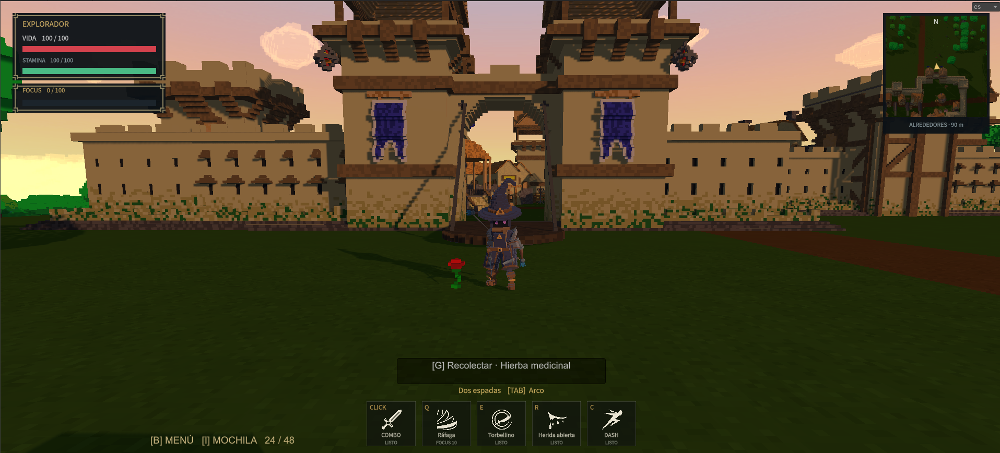 es
EXPLORADOR
VIDA 100 / 100
STAMINA 100 / 100
FOCUS 0 / 100
N
ALREDEDORES · 90 m
[G] Recolectar · Hierba medicinal
Dos espadas [TAB] Arco
CLICK
COMBO
LISTO
Q
Ráfaga
FOCUS 10
E
Torbellino
LISTO
R
Herida abierta
LISTO
C
DASH
LISTO
[B] MENÚ [I] MOCHILA 24 / 48